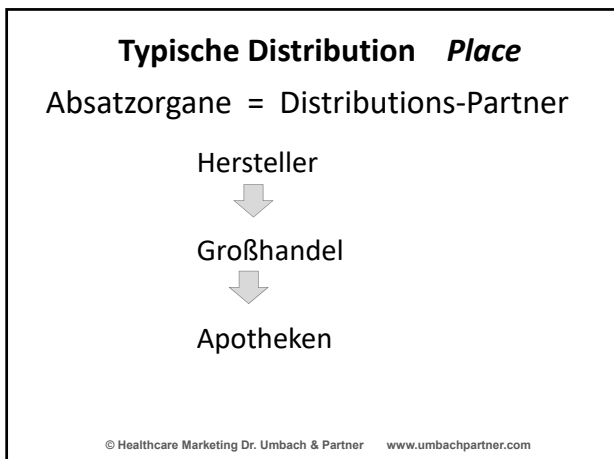 Typische Distribution Place
Absatzorgane = Distributions-Partner
Hersteller
Großhandel
Apotheken
© Healthcare Marketing Dr. Umbach & Partner www.umbachpartner.com